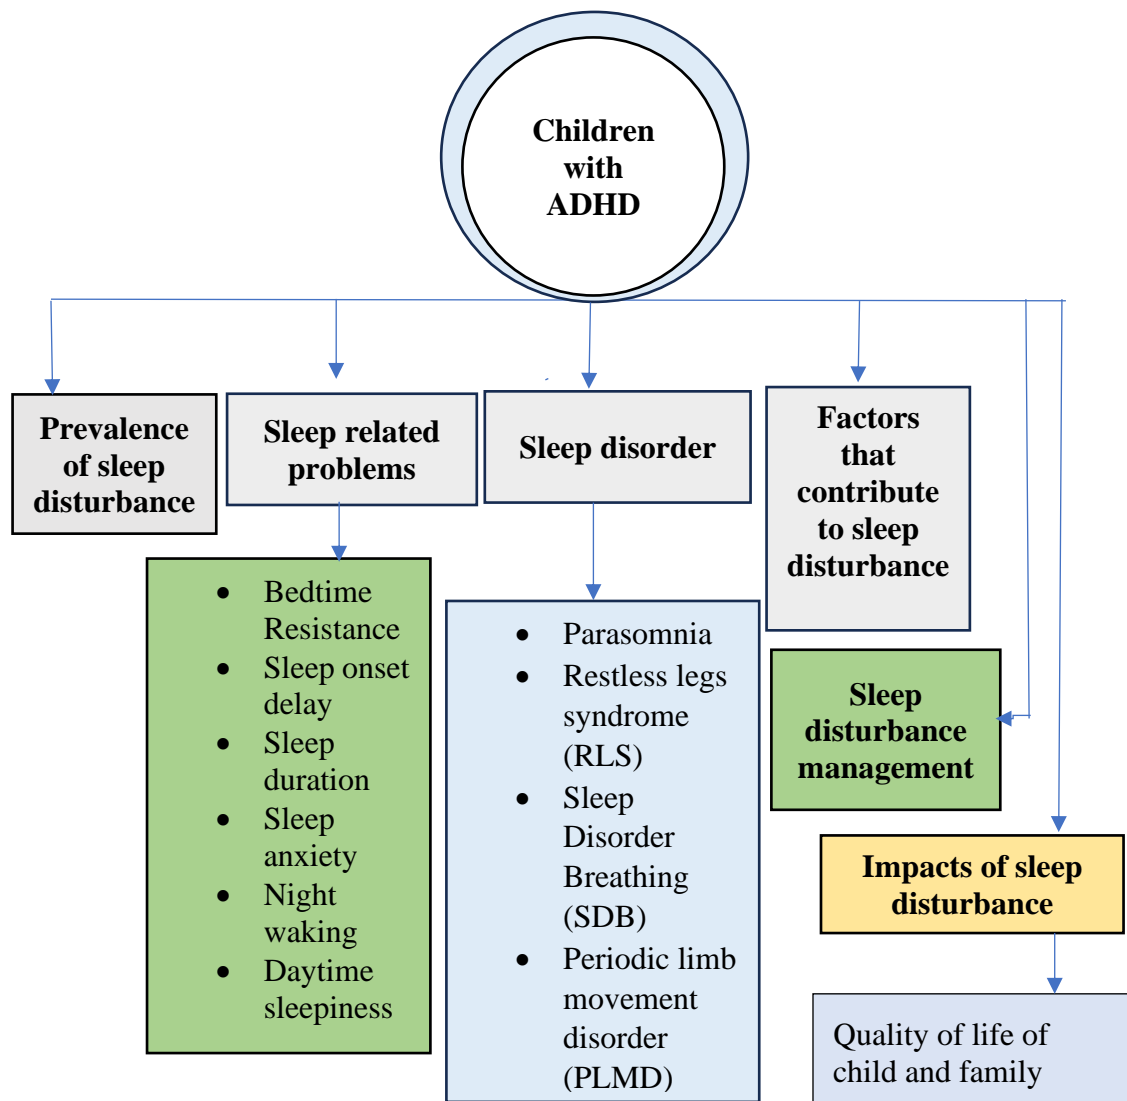 Children
with
ADHD
Prevalence
of sleep
disturbance
Sleep related
problems
Sleep disorder
Factors
that
contribute
to sleep
disturbance
• Bedtime
Resistance
• Sleep onset
delay
• Sleep
duration
• Sleep
anxiety
• Night
waking
• Daytime
sleepiness
• Parasomnia
• Restless legs
syndrome
(RLS)
• Sleep
Disorder
Breathing
(SDB)
• Periodic limb
movement
disorder
(PLMD)
Sleep
disturbance
management
Impacts of sleep
disturbance
Quality of life of
child and family